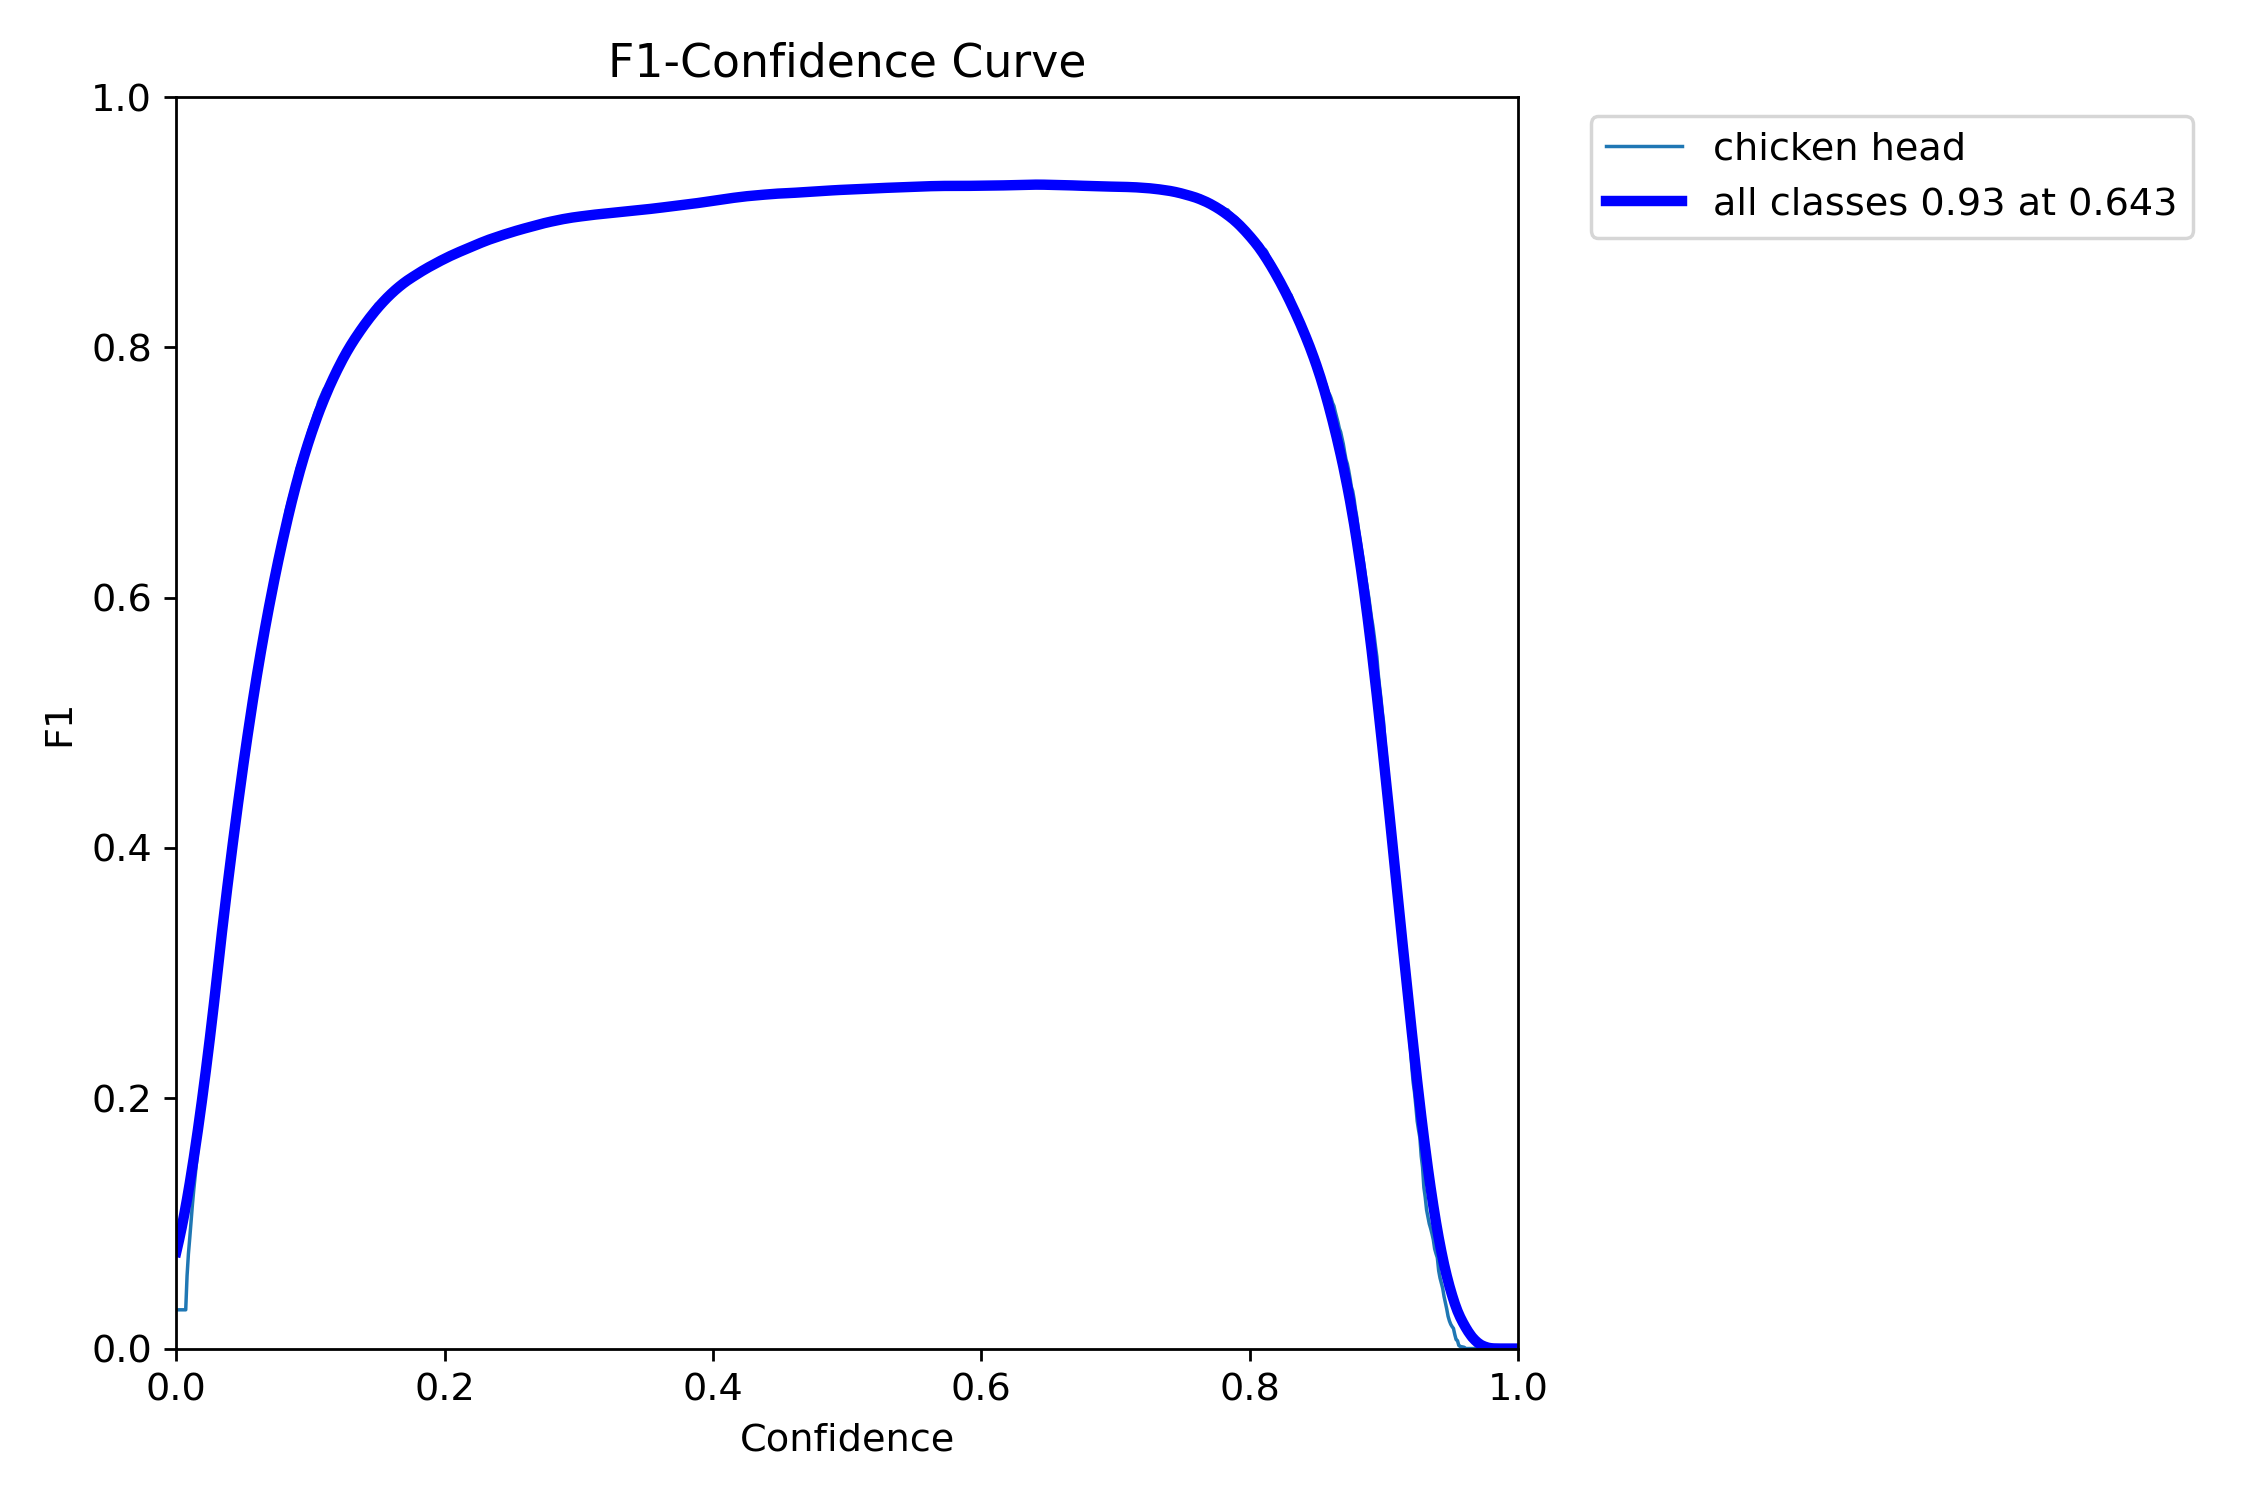 F1-Confidence Curve
1.0
0.8
0.6
0.4
0.2
0.0
F1
0.0 0.2 0.4 0.6 0.8 1.0
Confidence
chicken head
all classes 0.93 at 0.643